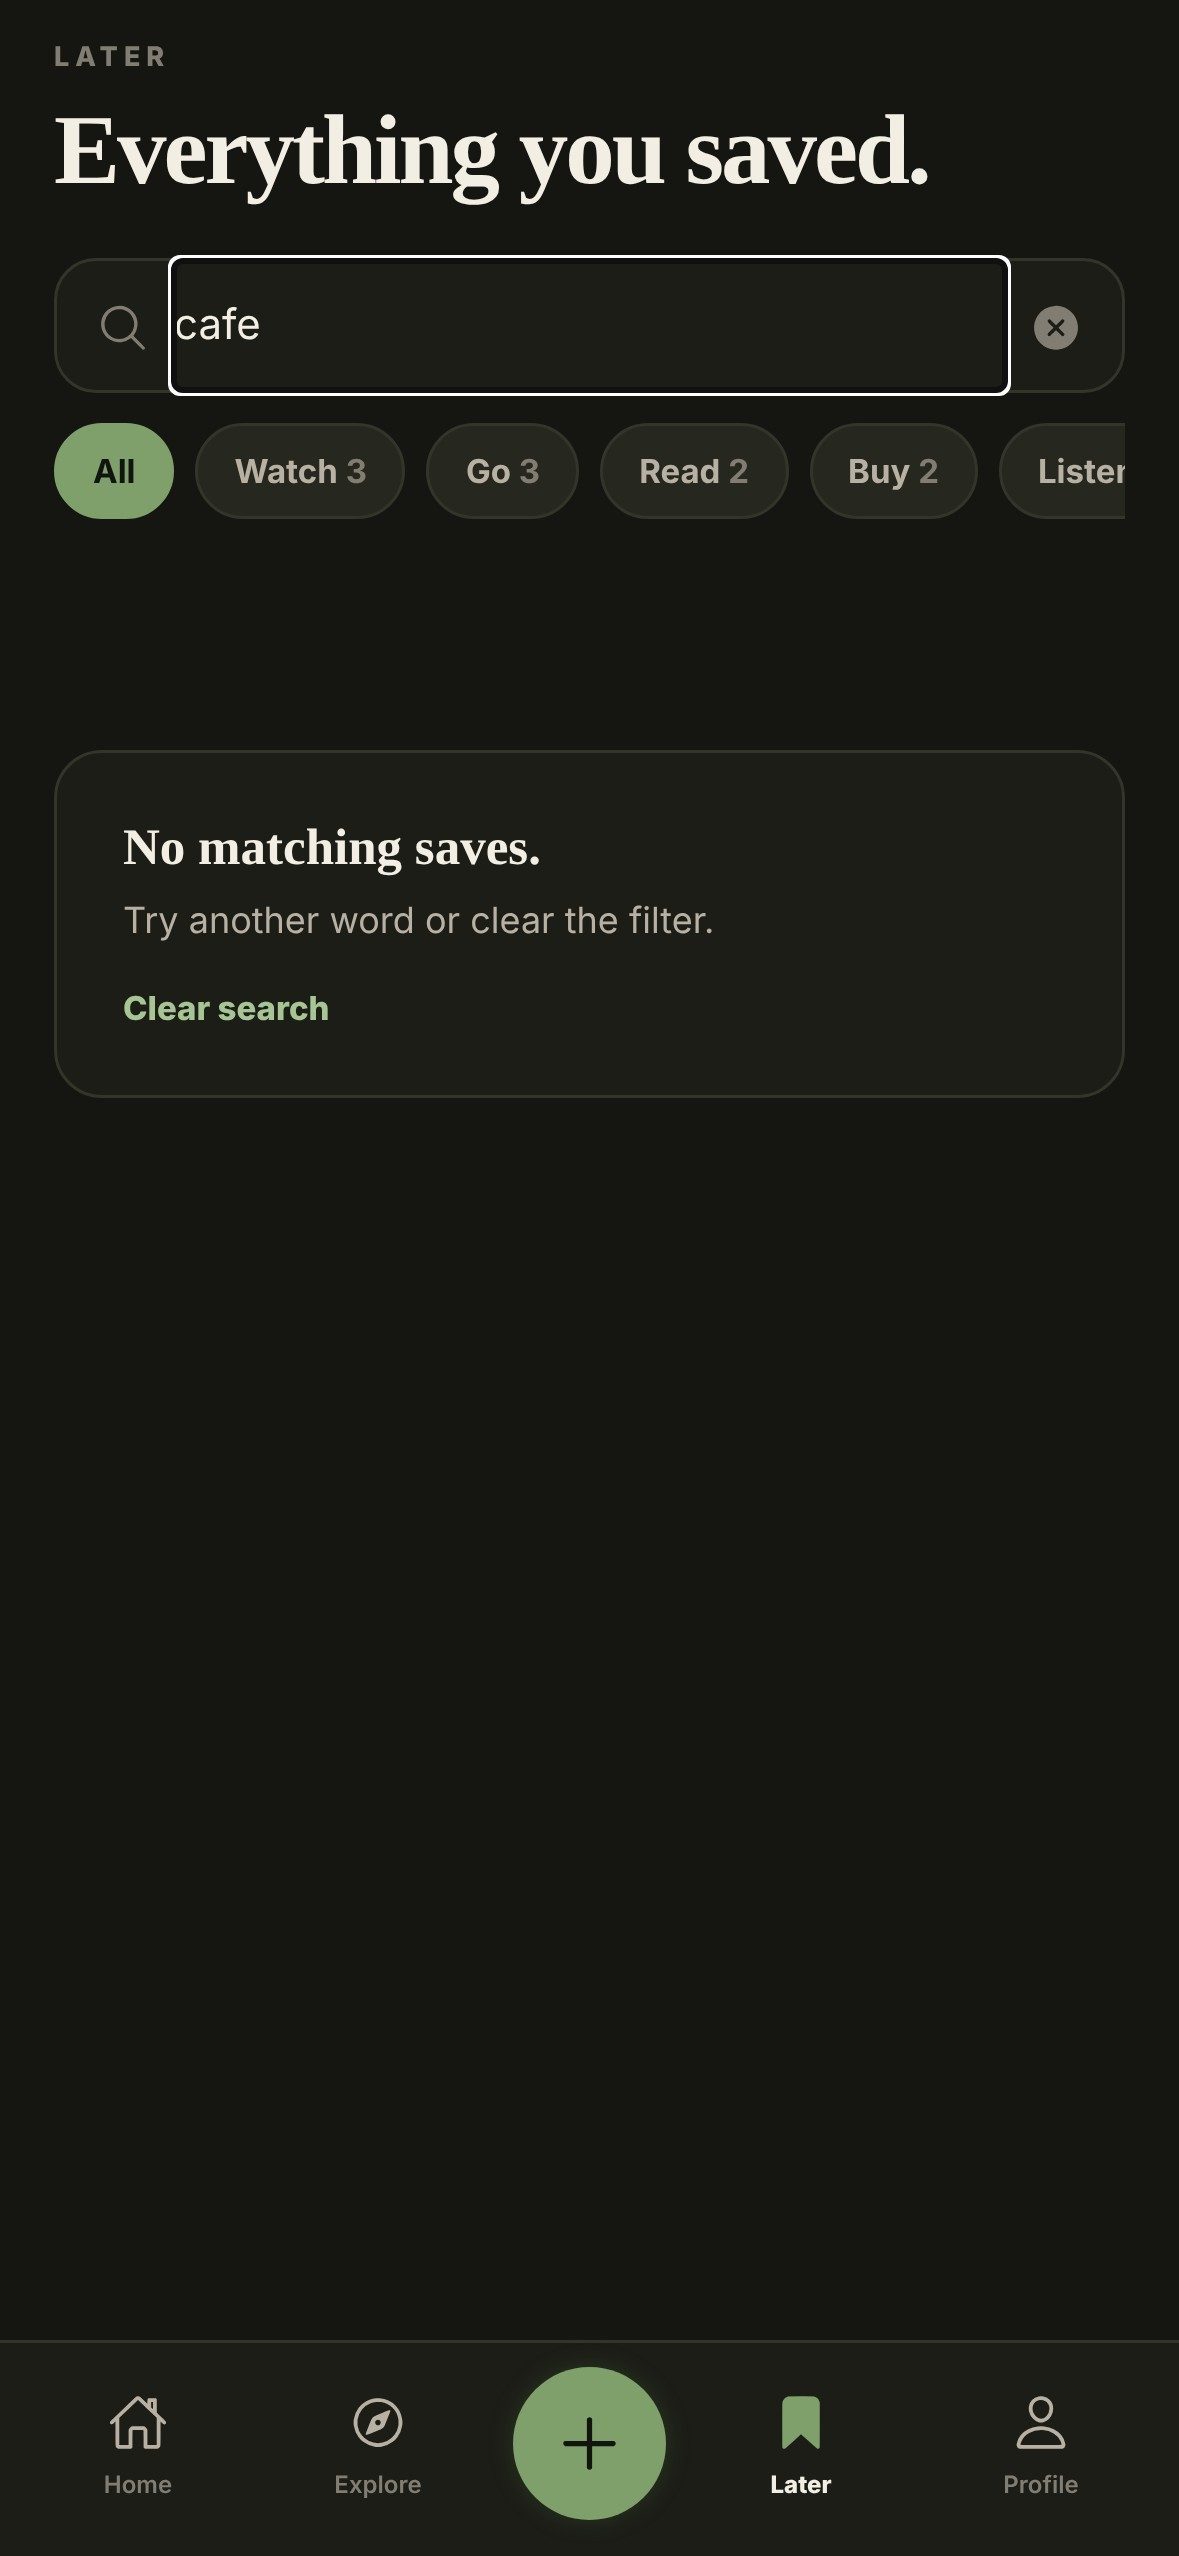 LATER
Everything you saved.
cafe
All
Watch 3
Go 3
Read 2
Buy 2
No matching saves.
Try another word or clear the filter.
Clear search
Home
Explore
Later
Profile